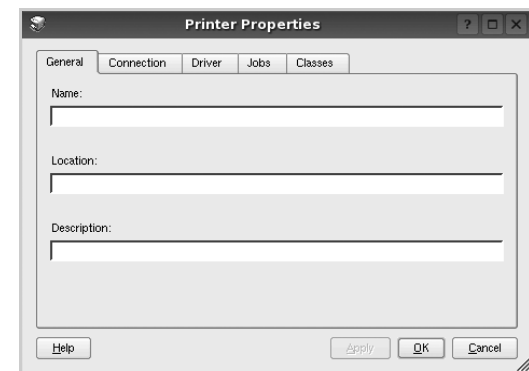 Printer Properties
?
General Connection Driver Jobs Classes
Name:
Location:
Description:
Help Apply OK Cancel